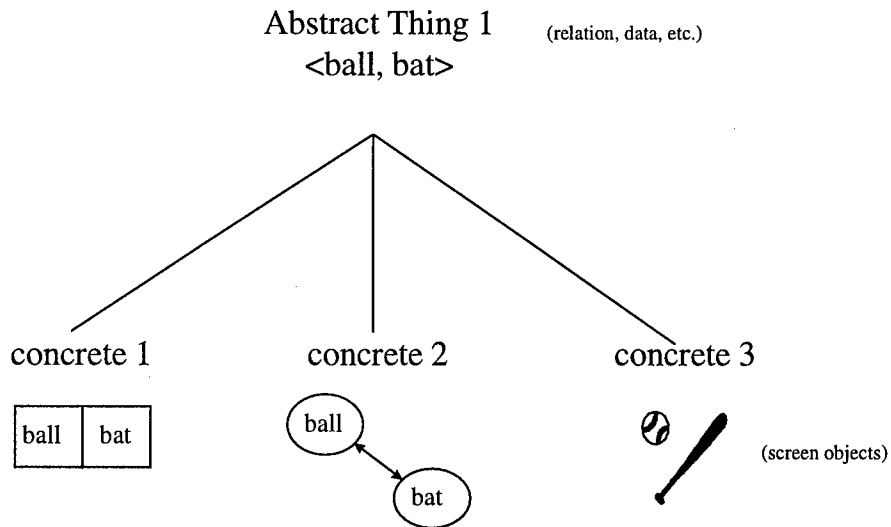 Abstract Thing 1 (relation, data, etc.)
<ball, bat>
concrete 1 concrete 2 concrete 3
ball bat
ball
bat
(screen objects)